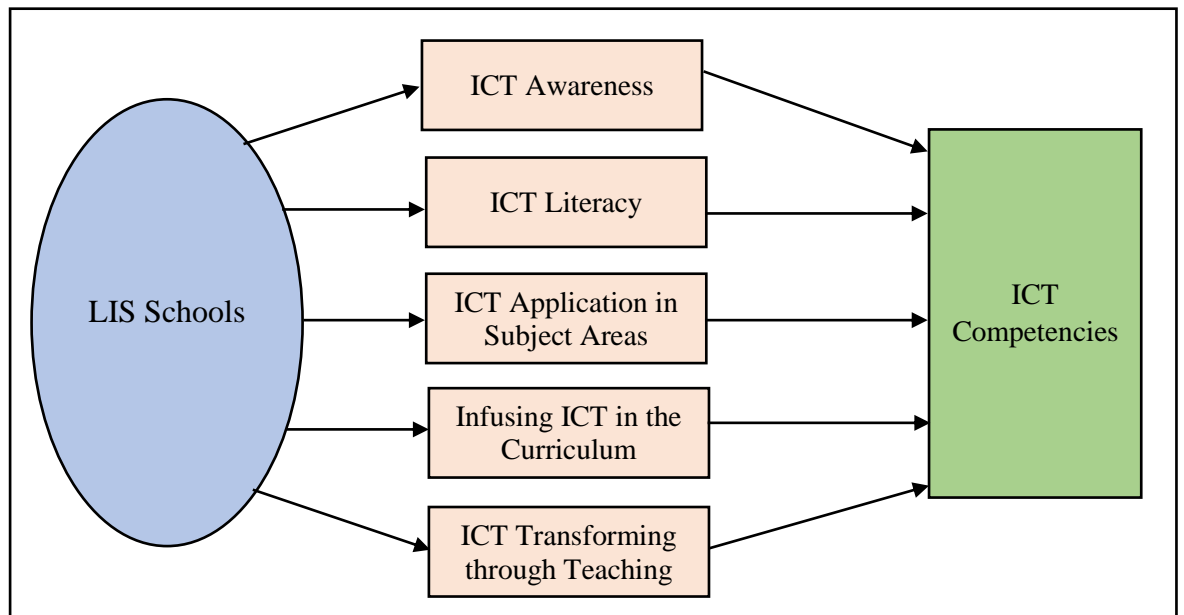 LIS Schools
ICT Awareness
ICT Literacy
ICT Application in
Subject Areas
Infusing ICT in the
Curriculum
ICT Transforming
through Teaching
ICT
Competencies